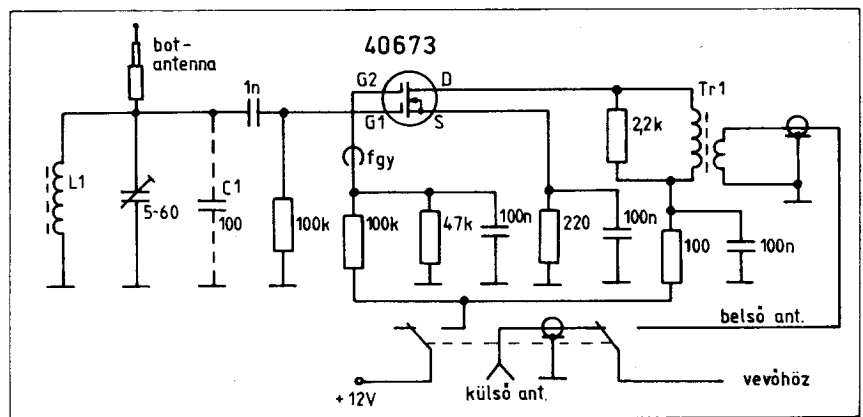 40673
bot-
antenna
1n
G2
D
G1
S
Tr1
2,2k
fgy
L1
5-60
C1
100
100k
100k
47k
100n
220
100n
100
100n
belső ant.
külső ant.
vevőhöz
+12V